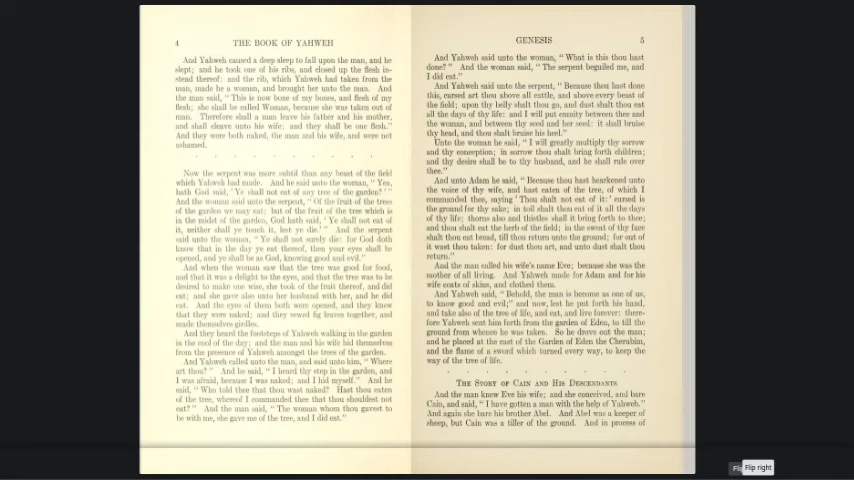 4 THE BOOK OF YAHWEH
And Yahweh caused a deep sleep to fall upon the man, and he
slept; and he took one of his ribs, and closed up the flesh in-
stead thereof: and the rib, which Yahweh had taken from the
man, made he a woman, and brought her unto the man. And
the man said, “This is now bone of my bones, and flesh of my
flesh; she shall be called Woman, because she was taken out of
man. Therefore shall a man leave his father and his mother,
and shall cleave unto his wife: and they shall be one flesh.”
And they were both naked, the man and his wife, and were not
ashamed.
Now the serpent was more subtil than any beast of the field
which Yahweh had made. And he said unto the woman, “Yea,
hath God said, ‘Ye shall not eat of any tree of the garden?’”
And the woman said unto the serpent, “Of the fruit of the trees
of the garden we may eat; but of the fruit of the tree which is
in the midst of the garden, God hath said, ‘Ye shall not eat of
it, neither shall ye touch it, lest ye die.’” And the serpent
said unto the woman, “Ye shall not surely die: for God doth
know that in the day ye eat thereof, then your eyes shall be
opened, and ye shall be as God, knowing good and evil.”
And when the woman saw that the tree was good for food,
and that it was a delight to the eyes, and that the tree was to be
desired to make one wise, she took of the fruit thereof, and did
eat; and she gave also unto her husband with her, and he did
eat. And the eyes of them both were opened, and they knew
that they were naked; and they sewed fig leaves together, and
made themselves girdles.
And they heard the footsteps of Yahweh walking in the garden
in the cool of the day; and the man and his wife hid themselves
from the presence of Yahweh amongst the trees of the garden.
And Yahweh called unto the man, and said unto him, “Where
art thou?” And he said, “I heard thy step in the garden, and
I was afraid, because I was naked; and I hid myself.” And he
said, “Who told thee that thou wast naked? Hast thou eaten
of the tree, whereof I commanded thee that thou shouldest not
eat?” And the man said, “The woman whom thou gavest to
be with me, she gave me of the tree, and I did eat.”
GENESIS 5
And Yahweh said unto the woman, “What is this thou hast
done?” And the woman said, “The serpent beguiled me, and
I did eat.”
And Yahweh said unto the serpent, “Because thou hast done
this, cursed art thou above all cattle, and above every beast of
the field; upon thy belly shalt thou go, and dust shalt thou eat
all the days of thy life: and I will put enmity between thee and
the woman, and between thy seed and her seed: it shall bruise
thy head, and thou shalt bruise his heel.”
Unto the woman he said, “I will greatly multiply thy sorrow
and thy conception; in sorrow thou shalt bring forth children;
and thy desire shall be to thy husband, and he shall rule over
thee.”
And unto Adam he said, “Because thou hast hearkened unto
the voice of thy wife, and hast eaten of the tree, of which I
commanded thee, saying ‘Thou shalt not eat of it:’ cursed is
the ground for thy sake; in toil shalt thou eat of it all the days
of thy life; thorns also and thistles shall it bring forth to thee;
and thou shalt eat the herb of the field; in the sweat of thy face
shalt thou eat bread, till thou return unto the ground; for out of
it wast thou taken: for dust thou art, and unto dust shalt thou
return.”
And the man called his wife's name Eve; because she was the
mother of all living. And Yahweh made for Adam and for his
wife coats of skins, and clothed them.
And Yahweh said, “Behold, the man is become as one of us,
to know good and evil;” and now, lest he put forth his hand,
and take also of the tree of life, and eat, and live forever: there-
fore Yahweh sent him forth from the garden of Eden, to till the
ground from whence he was taken. So he drove out the man;
and he placed at the east of the Garden of Eden the Cherubim,
and the flame of a sword which turned every way, to keep the
way of the tree of life.
THE STORY OF CAIN AND HIS DESCENDANTS
And the man knew Eve his wife; and she conceived, and bare
Cain, and said, “I have gotten a man with the help of Yahweh.”
And again she bare his brother Abel. And Abel was a keeper of
sheep, but Cain was a tiller of the ground. And in process of
Flip right